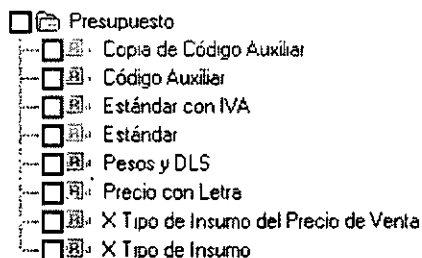 Presupuesto
Copia de Código Auxiliar
Código Auxiliar
Estándar con IVA
Estándar
Pesos y DLS
Precio con Letra
X Tipo de Insumo del Precio de Venta
X Tipo de Insumo